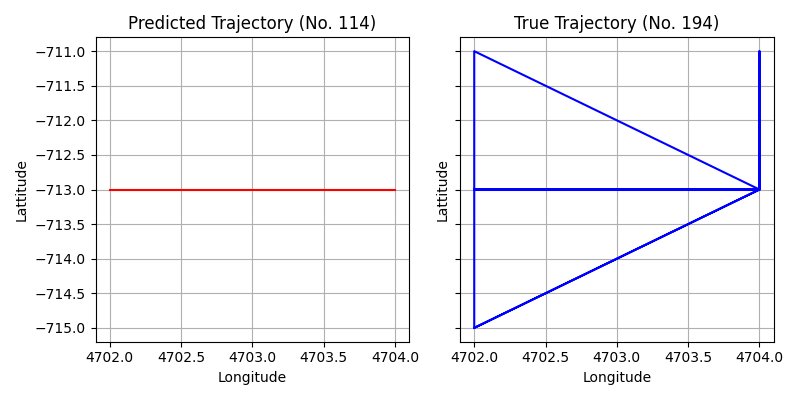 Predicted Trajectory (No. 114)
True Trajectory (No. 194)
Lattitude
−711.0
−711.5
−712.0
−712.5
−713.0
−713.5
−714.0
−714.5
−715.0
4702.0 4702.5 4703.0 4703.5 4704.0
Longitude
Lattitude
4702.0 4702.5 4703.0 4703.5 4704.0
Longitude